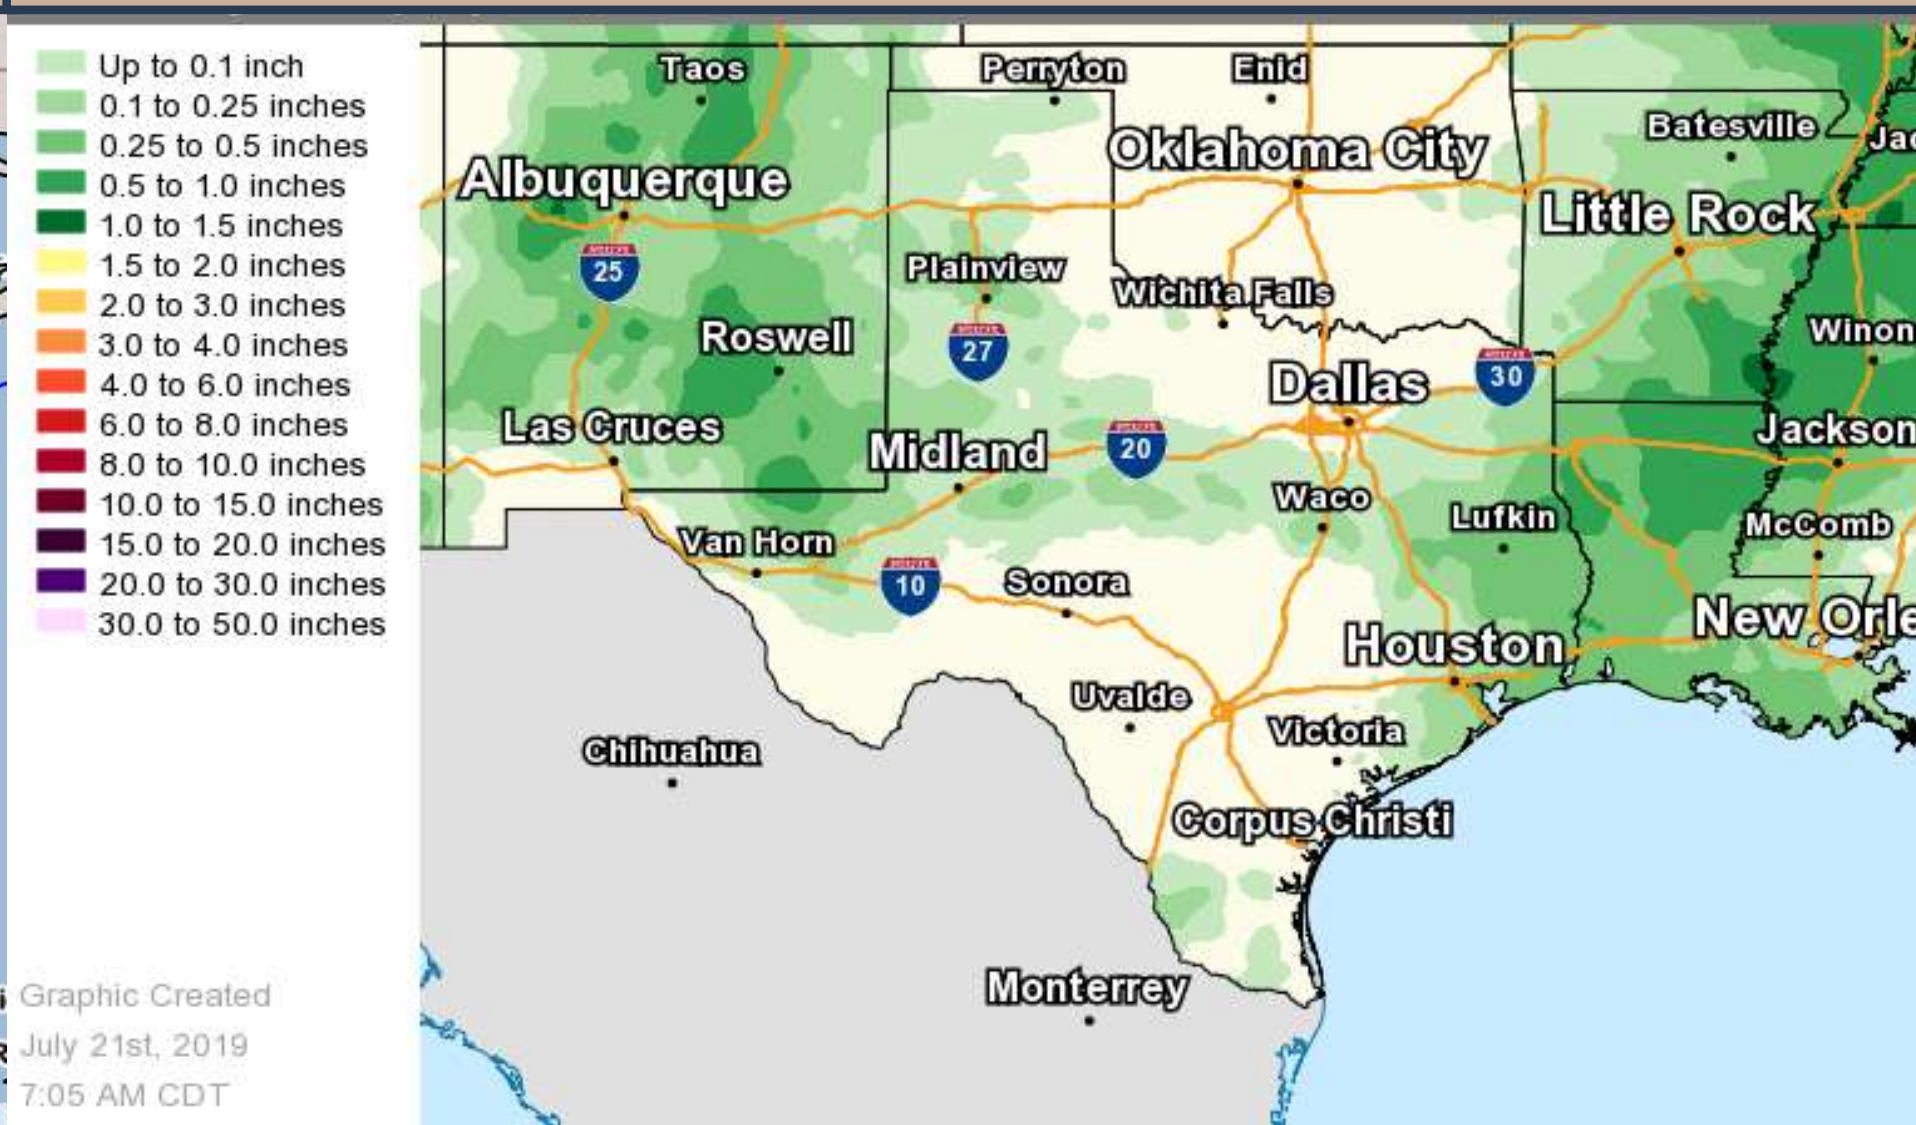 Up to 0.1 inch
0.1 to 0.25 inches
0.25 to 0.5 inches
0.5 to 1.0 inches
1.0 to 1.5 inches
1.5 to 2.0 inches
2.0 to 3.0 inches
3.0 to 4.0 inches
4.0 to 6.0 inches
6.0 to 8.0 inches
8.0 to 10.0 inches
10.0 to 15.0 inches
15.0 to 20.0 inches
20.0 to 30.0 inches
30.0 to 50.0 inches
Graphic Created
July 21st, 2019
7:05 AM CDT
Taos
Perryton
Enid
Batesville
Jac
Oklahoma City
Albuquerque
Little Rock
25
Plainview
Wichita Falls
Roswell
27
Winon
Dallas
30
Las Cruces
Midland
20
Jackson
Waco
Lufkin
McComb
Van Horn
10
Sonora
New Orle
Houston
Uvalde
Victoria
Chihuahua
Corpus Christi
Monterrey